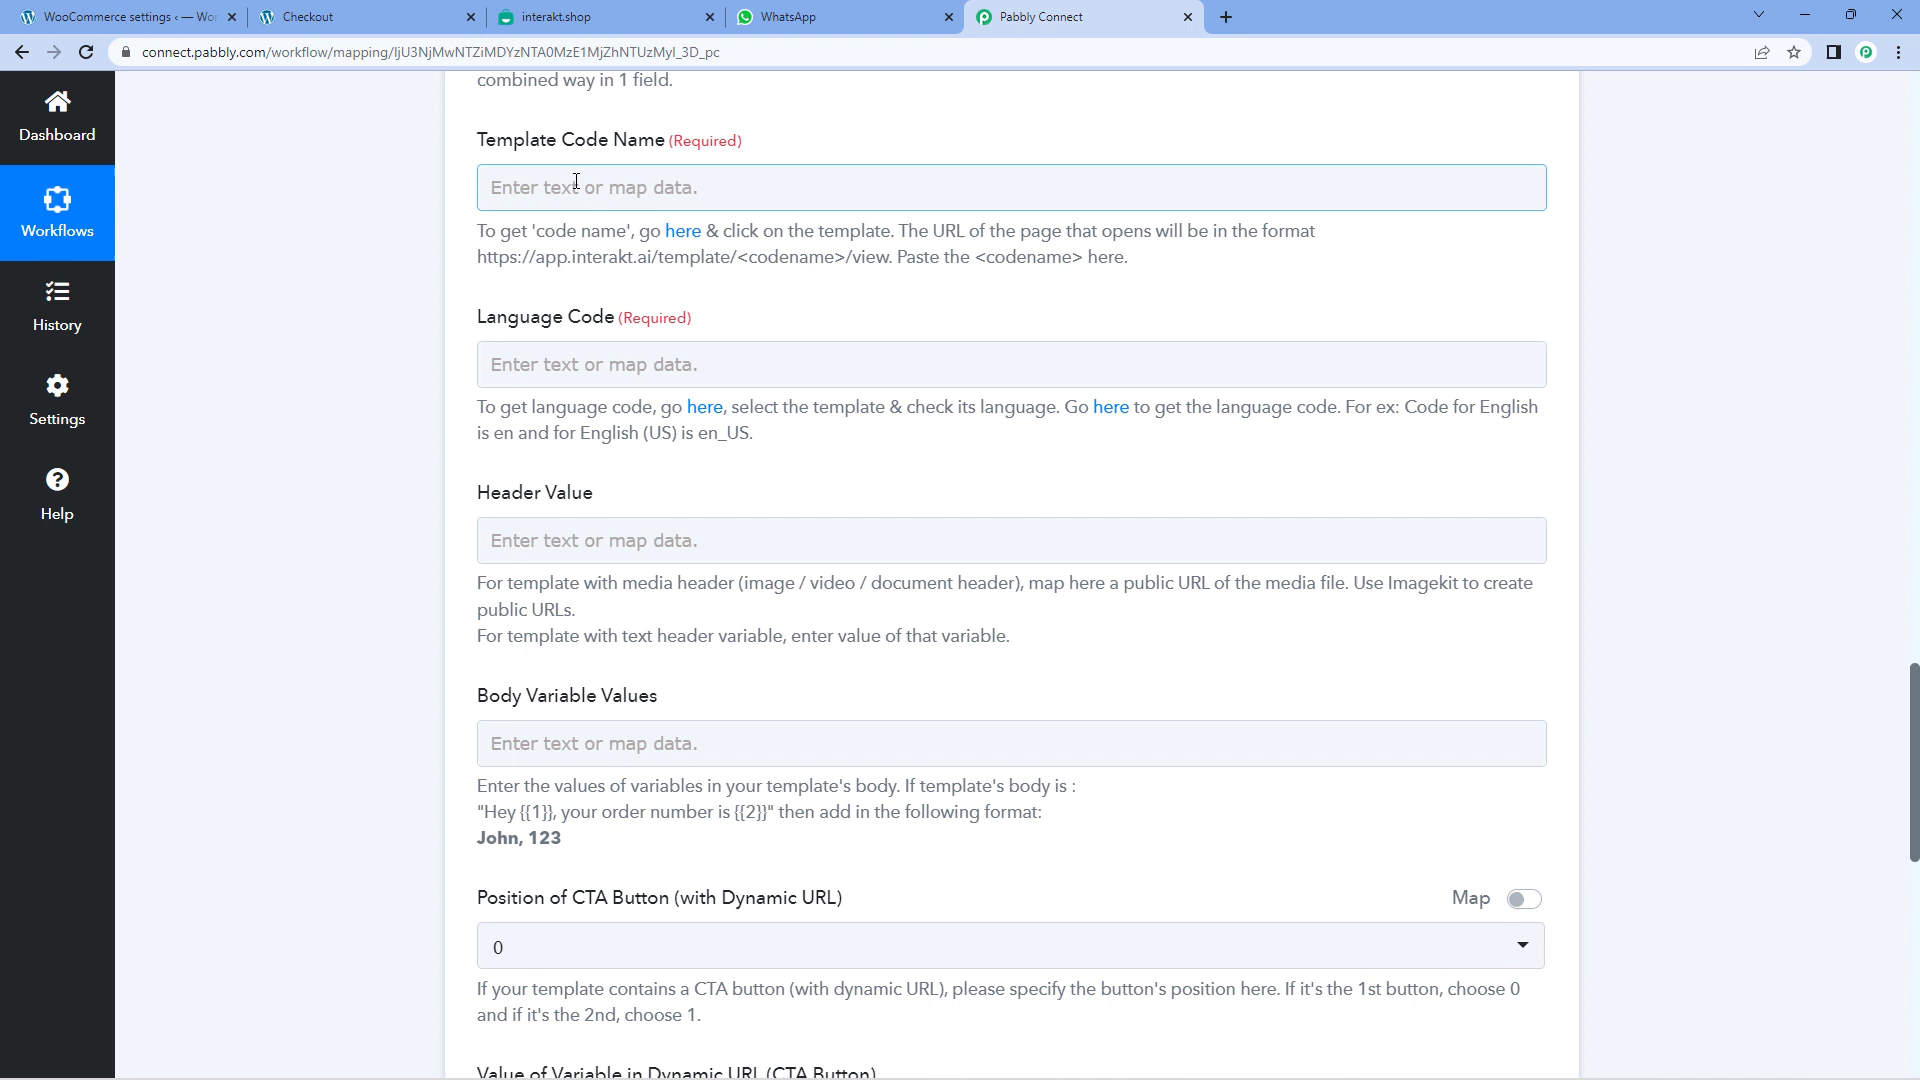 WooCommerce settings ‹ — Wor
Checkout
interakt.shop
WhatsApp
Pabbly Connect
connect.pabbly.com/workflow/mapping/IjU3NjMwNTZiMDYzNTA0MzE1MjZhNTUzMyI_3D_pc
combined way in 1 field.
Dashboard
Template Code Name (Required)
Enter text or map data.
Workflows
To get 'code name', go here & click on the template. The URL of the page that opens will be in the format
https://app.interakt.ai/template/<codename>/view. Paste the <codename> here.
History
Language Code (Required)
Enter text or map data.
Settings
To get language code, go here, select the template & check its language. Go here to get the language code. For ex: Code for English
is en and for English (US) is en_US.
Help
Header Value
Enter text or map data.
For template with media header (image / video / document header), map here a public URL of the media file. Use Imagekit to create
public URLs.
For template with text header variable, enter value of that variable.
Body Variable Values
Enter text or map data.
Enter the values of variables in your template's body. If template's body is :
"Hey {{1}}, your order number is {{2}}" then add in the following format:
John, 123
Position of CTA Button (with Dynamic URL)
Map
0
If your template contains a CTA button (with dynamic URL), please specify the button's position here. If it's the 1st button, choose 0
and if it's the 2nd, choose 1.
Value of Variable in Dynamic URL (CTA Button)